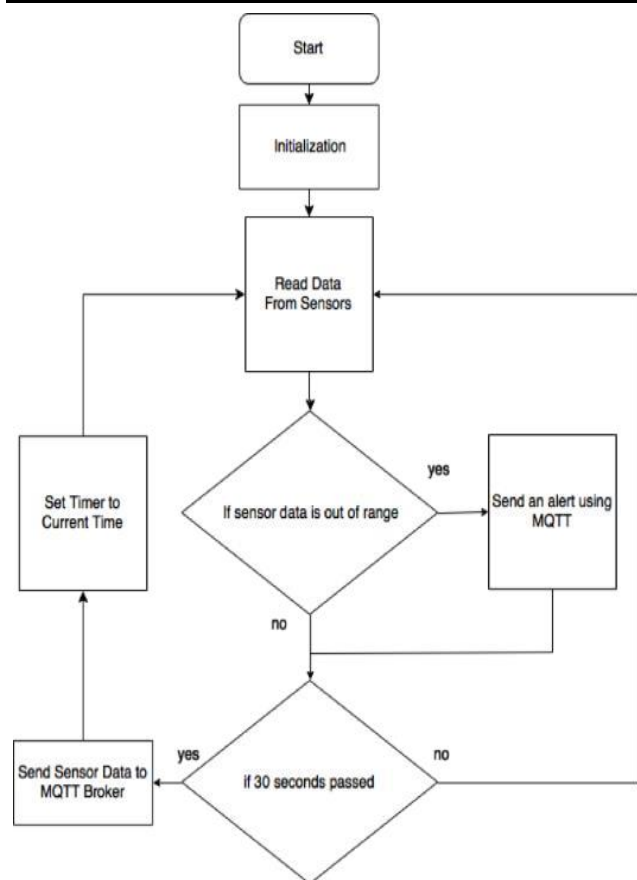 Start
Initialization
Read Data
From Sensors
If sensor data is out of range
yes
Send an alert using
MQTT
no
Set Timer to
Current Time
if 30 seconds passed
yes
no
Send Sensor Data to
MQTT Broker